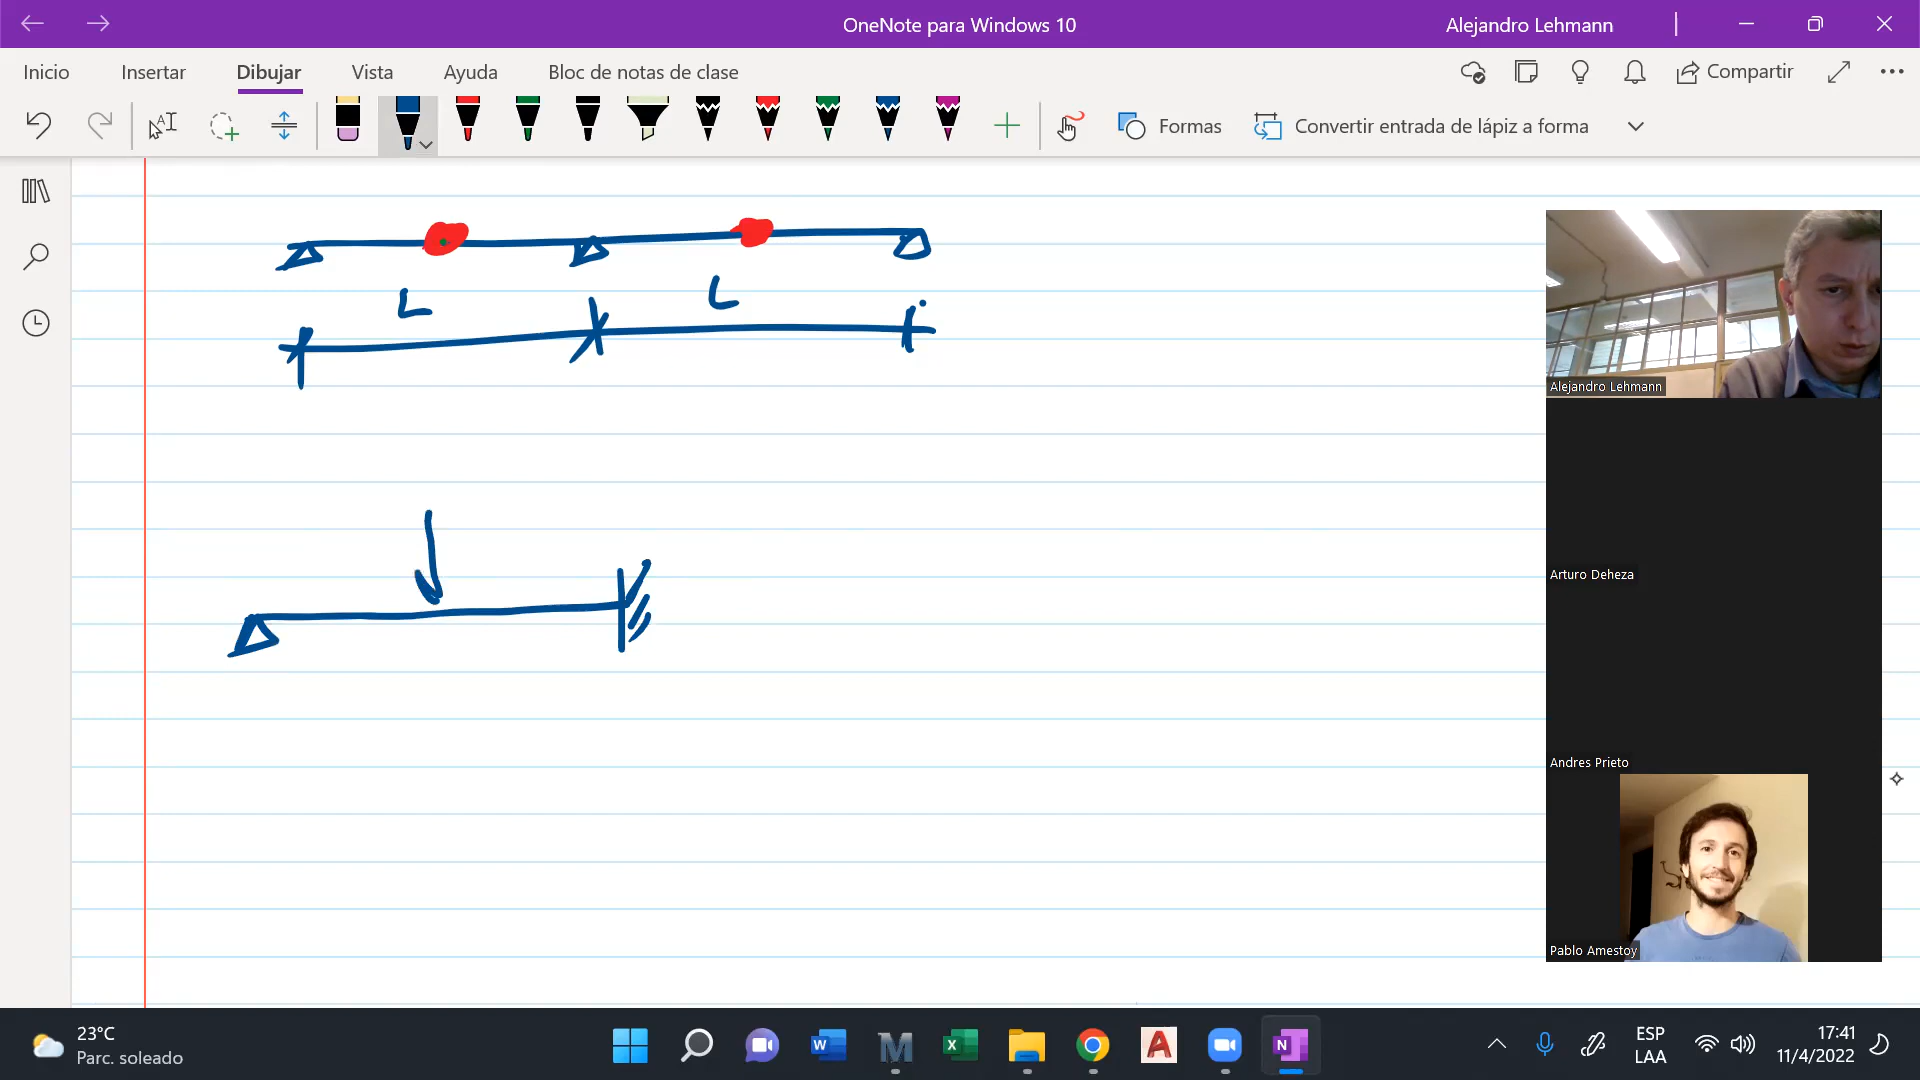 OneNote para Windows 10
Alejandro Lehmann
Inicio
Insertar
Dibujar
Vista
Ayuda
Bloc de notas de clase
Compartir
Formas
Convertir entrada de lápiz a forma
L
L
Alejandro Lehmann
Arturo Deheza
Andres Prieto
Pablo Amestoy
23°C
Parc. soleado
ESP
LAA
17:41
11/4/2022